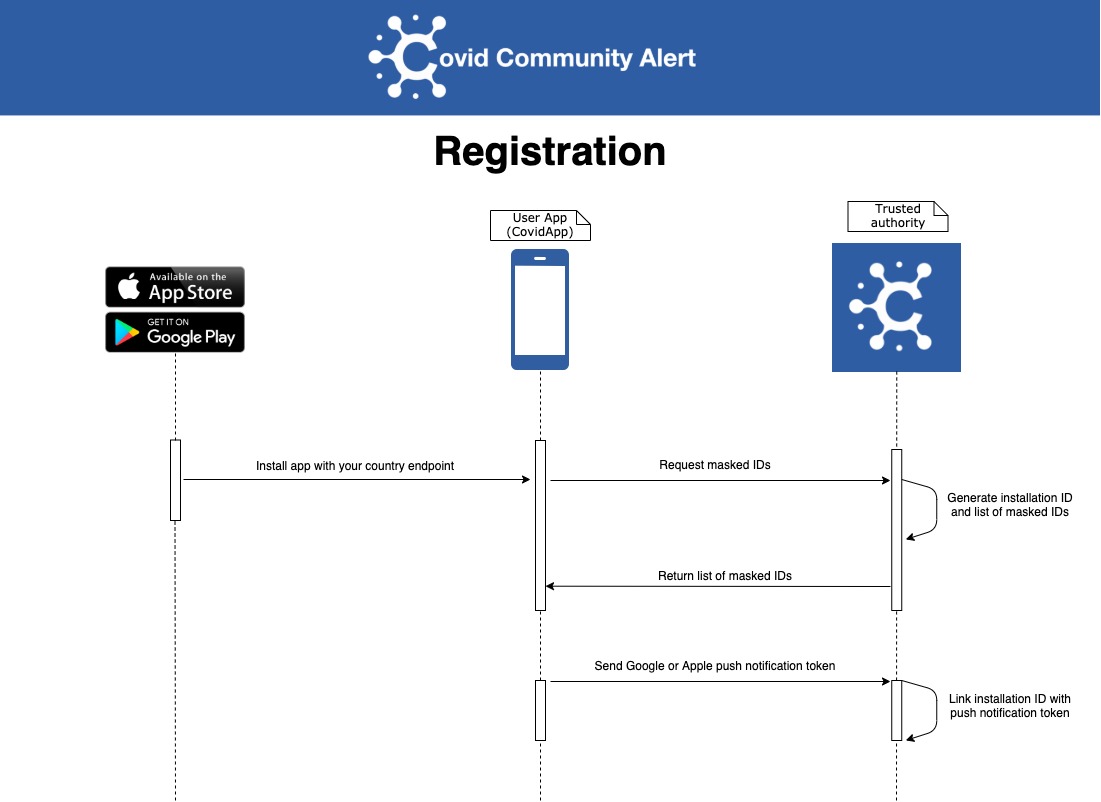 Covid Community Alert
Registration
User App
(CovidApp)
Trusted
authority
Available on the
App Store
GET IT ON
Google Play
C
Install app with your country endpoint
Request masked IDs
Generate installation ID
and list of masked IDs
Return list of masked IDs
Send Google or Apple push notification token
Link installation ID with
push notification token